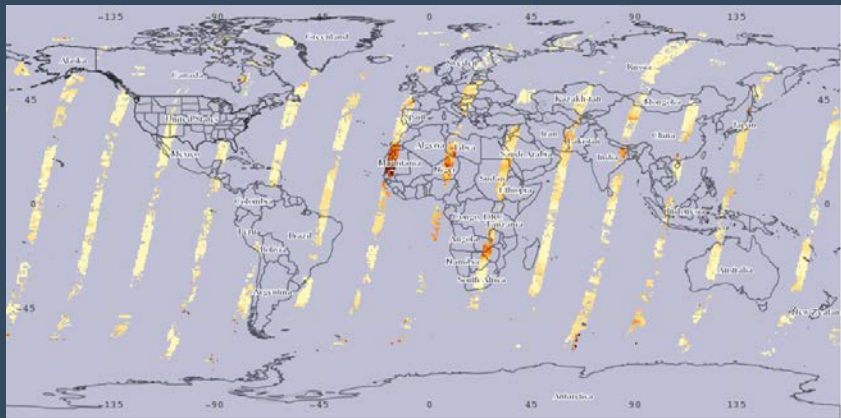 -135 -90 -45 0 45 90 135
Greenland
Alaska
Sweden
Russia
Canada
45 45
Kazakhstan
Mongolia
Spain
United States
Japan
Algeria Libya
Iran
Pakistan
China
Mexico
Mauritania
Niger
Saudi Arabia
India
Sudan
Ethiopia
Colombia
0 0
Congo DRC
Tanzania
Indonesia
Peru
Brazil
Bolivia
Angola
Namibia
Australia
South Africa
Argentina
-45 -45
New Zealand
Antarctica
-135 -90 -45 0 45 90 135